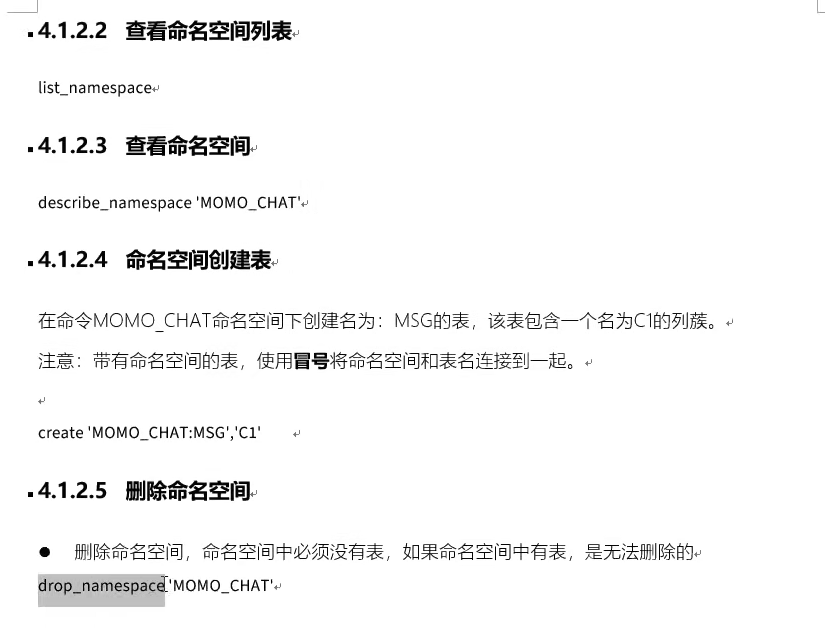 4.1.2.2 查看命名空间列表
list_namespace
4.1.2.3 查看命名空间
describe_namespace 'MOMO_CHAT'
4.1.2.4 命名空间创建表
在命令MOMO_CHAT命名空间下创建名为：MSG的表，该表包含一个名为C1的列蔟。
注意：带有命名空间的表，使用冒号将命名空间和表名连接到一起。
create 'MOMO_CHAT:MSG','C1'
4.1.2.5 删除命名空间
● 删除命名空间，命名空间中必须没有表，如果命名空间中有表，是无法删除的
drop_namespace 'MOMO_CHAT'